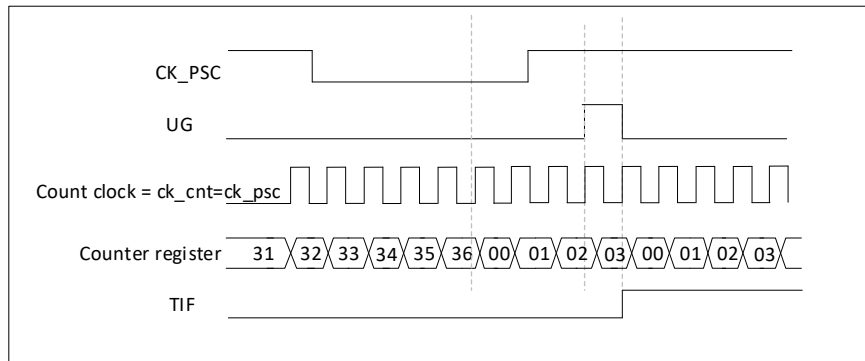 CK_PSC
UG
Count clock = ck_cnt=ck_psc
Counter register 31 32 33 34 35 36 00 01 02 03 00 01 02 03
TIF